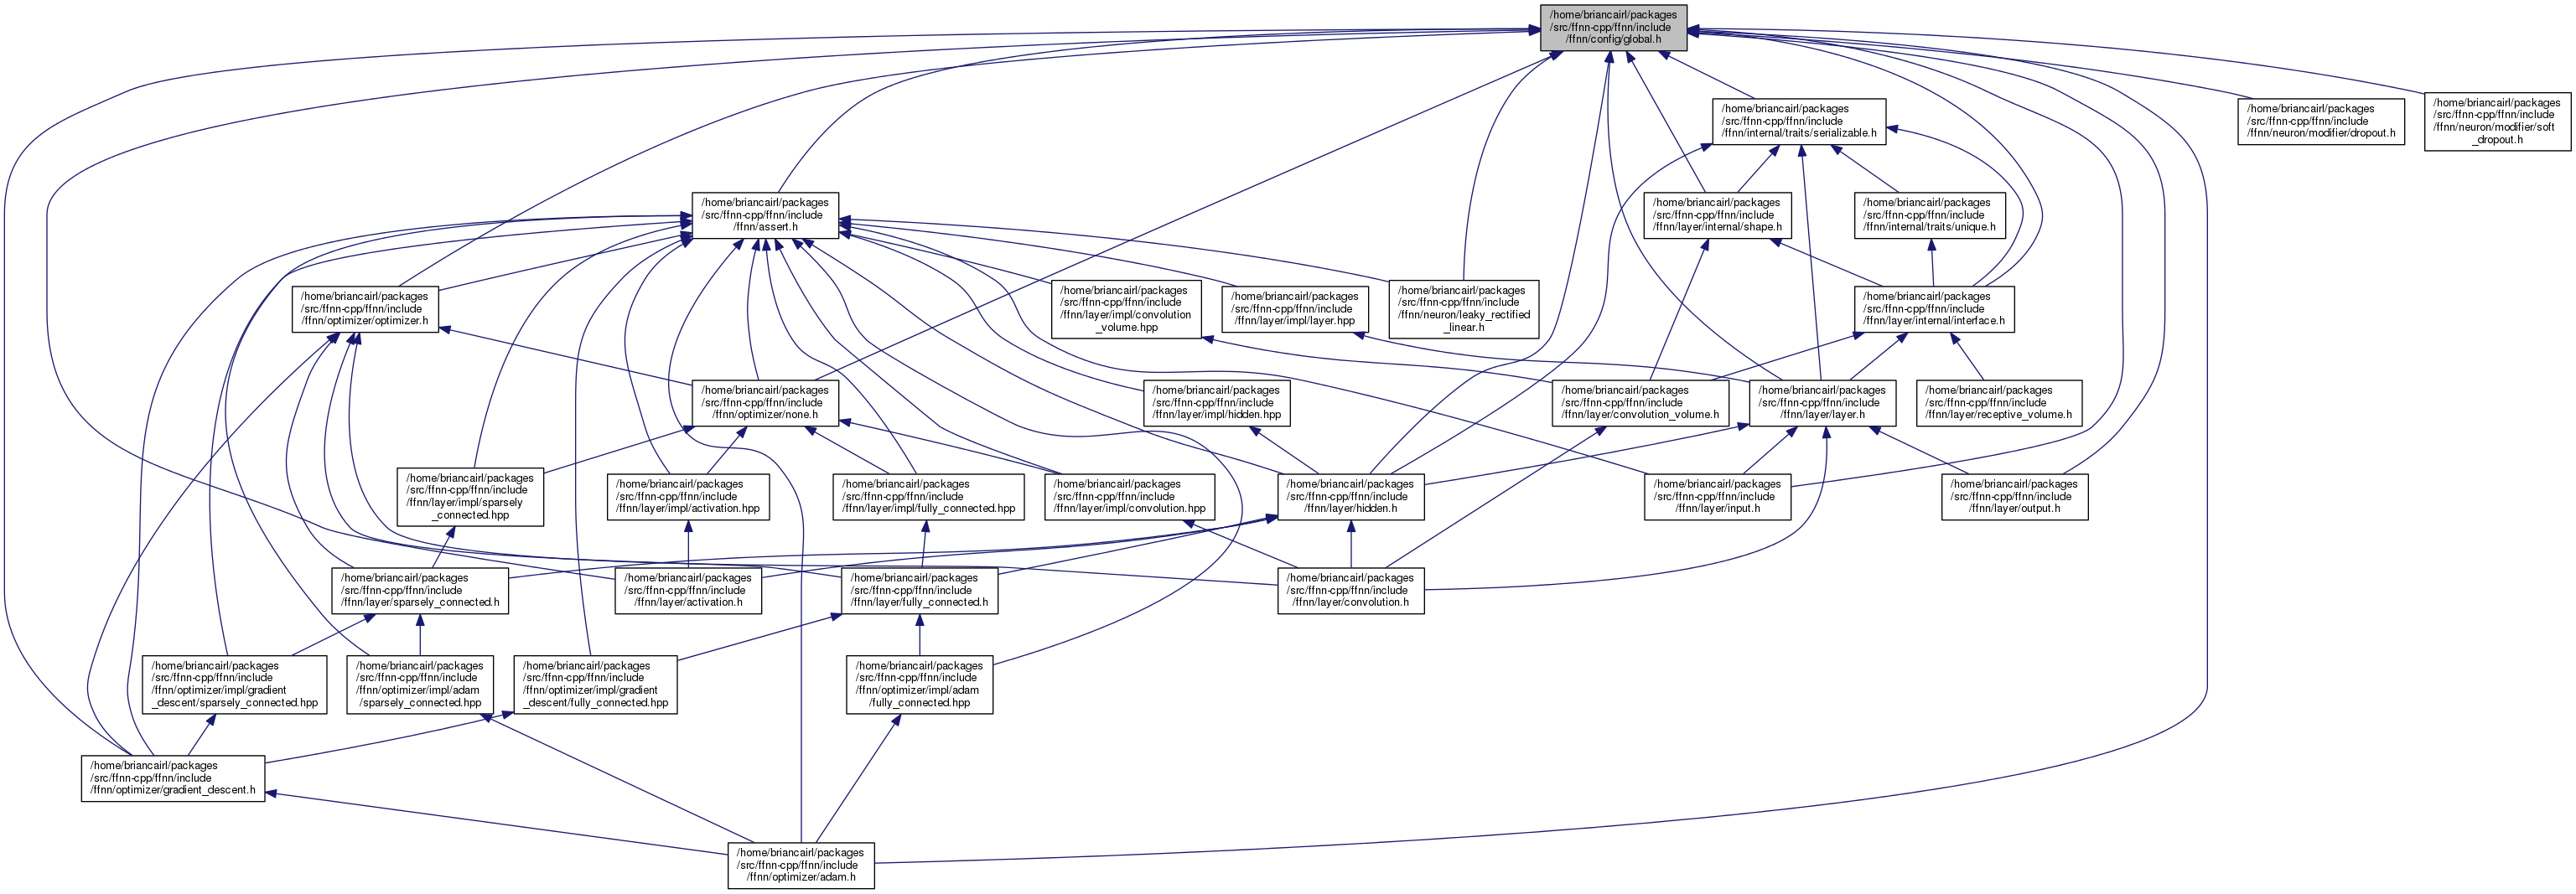 /home/briancairl/packages
/src/ffnn-cpp/ffnn/include
/ffnn/config/global.h
/home/briancairl/packages
/src/ffnn-cpp/ffnn/include
/ffnn/internal/traits/serializable.h
/home/briancairl/packages
/src/ffnn-cpp/ffnn/include
/ffnn/neuron/modifier/dropout.h
/home/briancairl/packages
/src/ffnn-cpp/ffnn/include
/ffnn/neuron/modifier/soft
_dropout.h
/home/briancairl/packages
/src/ffnn-cpp/ffnn/include
/ffnn/assert.h
/home/briancairl/packages
/src/ffnn-cpp/ffnn/include
/ffnn/layer/internal/shape.h
/home/briancairl/packages
/src/ffnn-cpp/ffnn/include
/ffnn/internal/traits/unique.h
/home/briancairl/packages
/src/ffnn-cpp/ffnn/include
/ffnn/optimizer/optimizer.h
/home/briancairl/packages
/src/ffnn-cpp/ffnn/include
/ffnn/layer/impl/convolution
_volume.hpp
/home/briancairl/packages
/src/ffnn-cpp/ffnn/include
/ffnn/layer/impl/layer.hpp
/home/briancairl/packages
/src/ffnn-cpp/ffnn/include
/ffnn/neuron/leaky_rectified
_linear.h
/home/briancairl/packages
/src/ffnn-cpp/ffnn/include
/ffnn/layer/internal/interface.h
/home/briancairl/packages
/src/ffnn-cpp/ffnn/include
/ffnn/optimizer/none.h
/home/briancairl/packages
/src/ffnn-cpp/ffnn/include
/ffnn/layer/impl/hidden.hpp
/home/briancairl/packages
/src/ffnn-cpp/ffnn/include
/ffnn/layer/convolution_volume.h
/home/briancairl/packages
/src/ffnn-cpp/ffnn/include
/ffnn/layer/layer.h
/home/briancairl/packages
/src/ffnn-cpp/ffnn/include
/ffnn/layer/receptive_volume.h
/home/briancairl/packages
/src/ffnn-cpp/ffnn/include
/ffnn/layer/impl/sparsely
_connected.hpp
/home/briancairl/packages
/src/ffnn-cpp/ffnn/include
/ffnn/layer/impl/activation.hpp
/home/briancairl/packages
/src/ffnn-cpp/ffnn/include
/ffnn/layer/impl/fully_connected.hpp
/home/briancairl/packages
/src/ffnn-cpp/ffnn/include
/ffnn/layer/impl/convolution.hpp
/home/briancairl/packages
/src/ffnn-cpp/ffnn/include
/ffnn/layer/hidden.h
/home/briancairl/packages
/src/ffnn-cpp/ffnn/include
/ffnn/layer/input.h
/home/briancairl/packages
/src/ffnn-cpp/ffnn/include
/ffnn/layer/output.h
/home/briancairl/packages
/src/ffnn-cpp/ffnn/include
/ffnn/layer/sparsely_connected.h
/home/briancairl/packages
/src/ffnn-cpp/ffnn/include
/ffnn/layer/activation.h
/home/briancairl/packages
/src/ffnn-cpp/ffnn/include
/ffnn/layer/fully_connected.h
/home/briancairl/packages
/src/ffnn-cpp/ffnn/include
/ffnn/layer/convolution.h
/home/briancairl/packages
/src/ffnn-cpp/ffnn/include
/ffnn/optimizer/impl/gradient
_descent/sparsely_connected.hpp
/home/briancairl/packages
/src/ffnn-cpp/ffnn/include
/ffnn/optimizer/impl/adam
/sparsely_connected.hpp
/home/briancairl/packages
/src/ffnn-cpp/ffnn/include
/ffnn/optimizer/impl/gradient
_descent/fully_connected.hpp
/home/briancairl/packages
/src/ffnn-cpp/ffnn/include
/ffnn/optimizer/impl/adam
/fully_connected.hpp
/home/briancairl/packages
/src/ffnn-cpp/ffnn/include
/ffnn/optimizer/gradient_descent.h
/home/briancairl/packages
/src/ffnn-cpp/ffnn/include
/ffnn/optimizer/adam.h